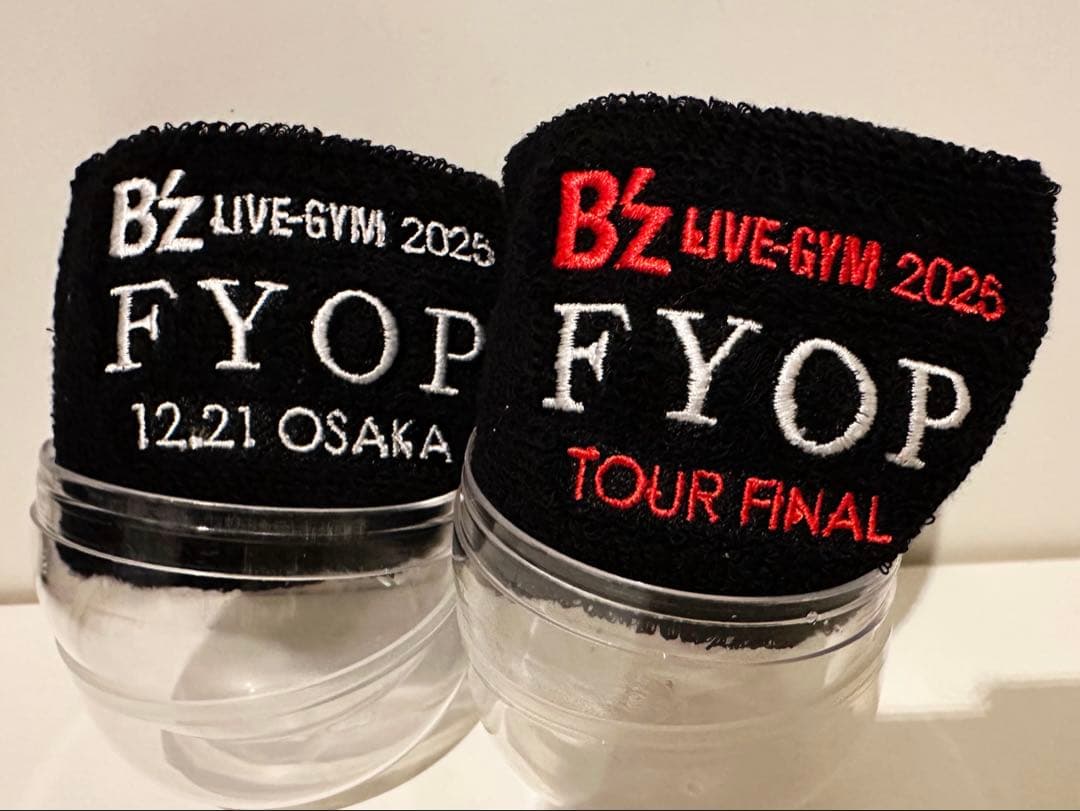 B'z LIVE-GYM 2025
FYOP
12.21 OSAKA
B'z LIVE-GYM 2025
FYOP
TOUR FINAL